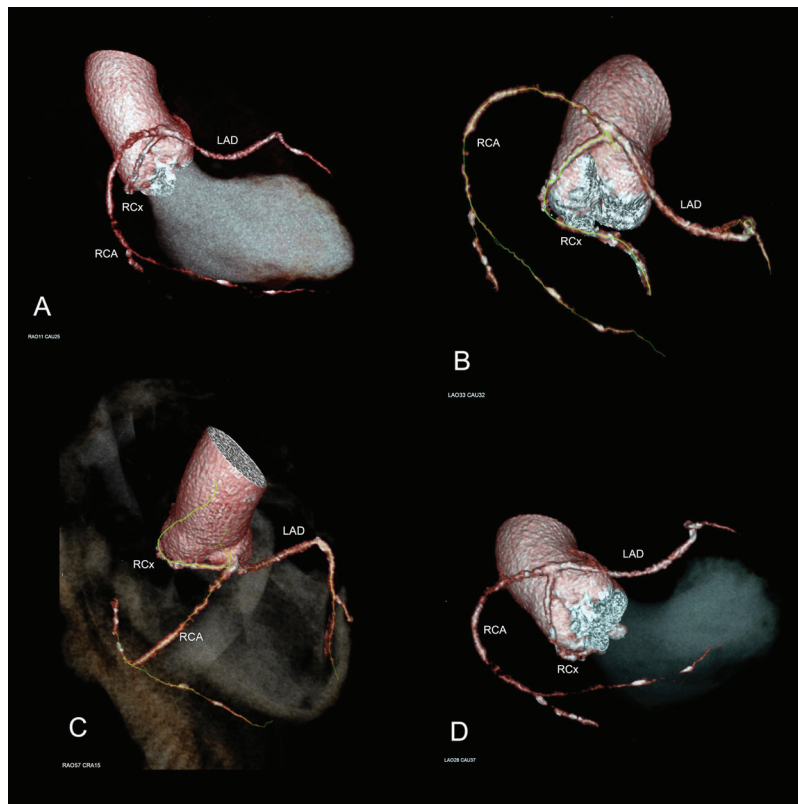 LAD
RCx
RCA
A
RAO11 CAU25
RCA
LAD
RCx
B
LAO33 CAU32
LAD
RCx
RCA
C
RAO57 CRA15
LAD
RCA
RCx
D
LAO28 CAU37